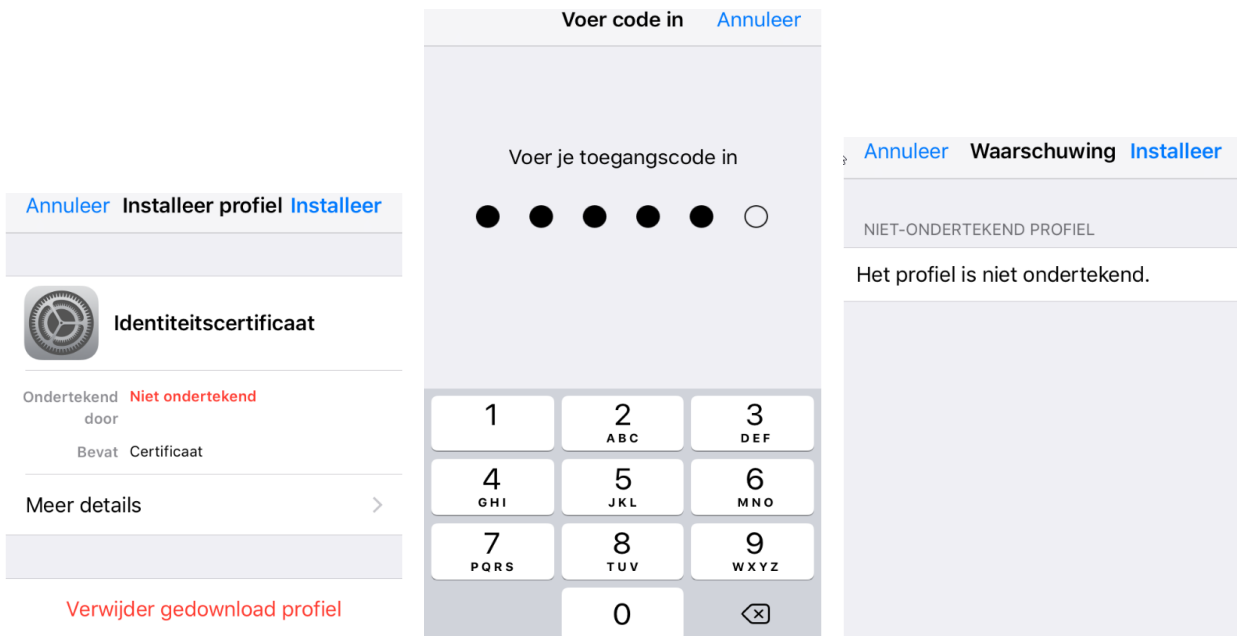 Annuleer Installeer profiel Installeer
Identiteitscertificaat
Ondertekend door Niet ondertekend
Bevat Certificaat
Meer details
Verwijder gedownload profiel
Voer code in Annuleer
Voer je toegangscode in
1 2 3
ABC DEF
4 5 6
GHI JKL MNO
7 8 9
PQRS TUV WXYZ
0
Annuleer Waarschuwing Installeer
NIET-ONDERTEKEND PROFIEL
Het profiel is niet ondertekend.